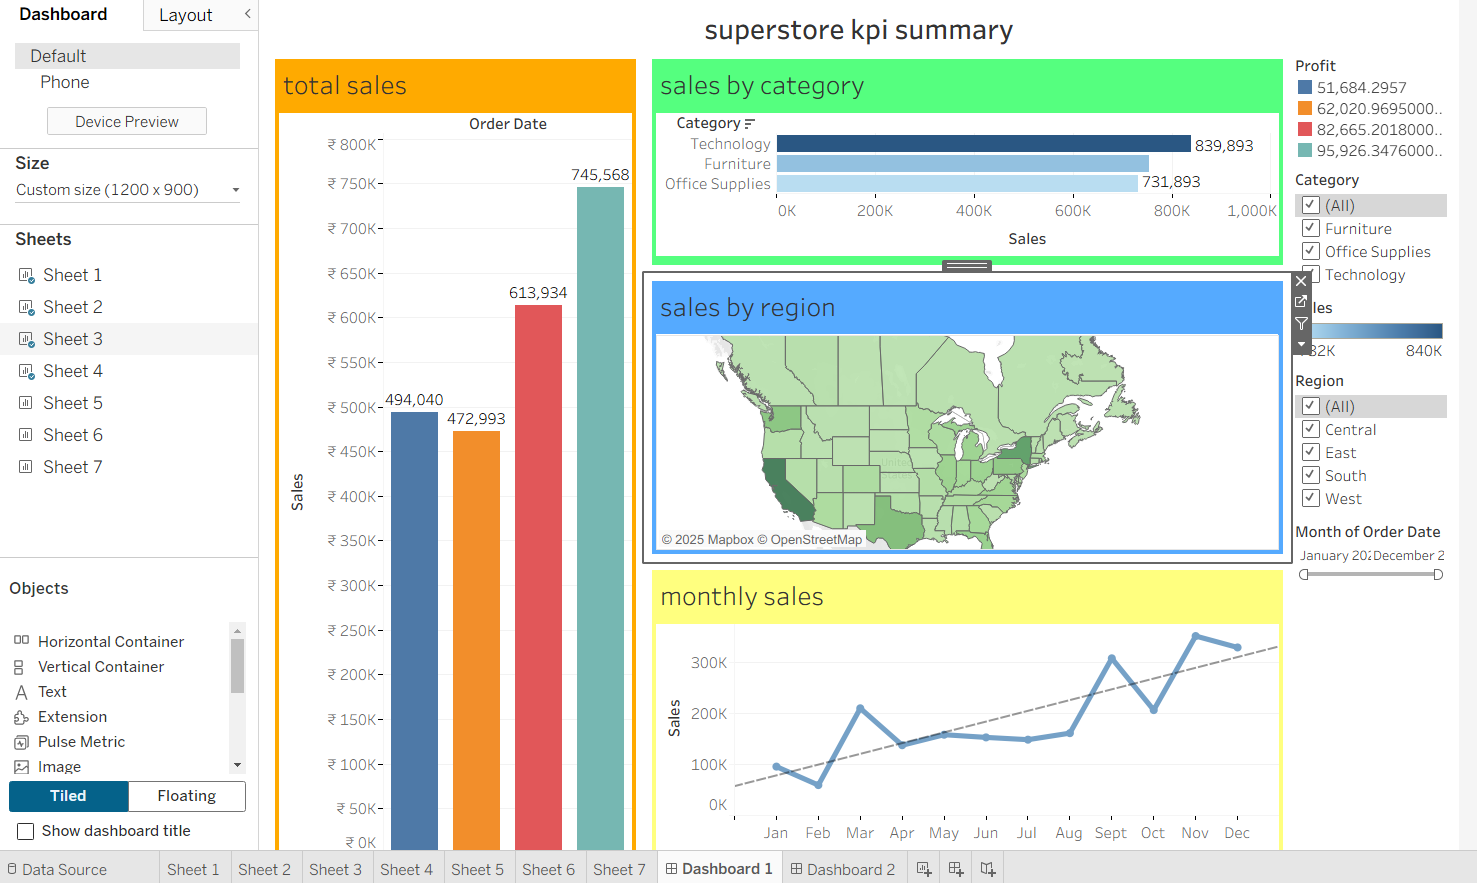 Dashboard
Layout
Default
Phone
Device Preview
Size
Custom size (1200 x 900)
Sheets
Sheet 1
Sheet 2
Sheet 3
Sheet 4
Sheet 5
Sheet 6
Sheet 7
Objects
Horizontal Container
Vertical Container
Text
Extension
Pulse Metric
Image
Tiled
Floating
Show dashboard title
superstore kpi summary
total sales
Order Date
₹ 800K
₹ 750K
₹ 700K
₹ 650K
₹ 600K
₹ 550K
₹ 500K
₹ 450K
₹ 400K
₹ 350K
₹ 300K
₹ 250K
₹ 200K
₹ 150K
₹ 100K
₹ 50K
₹ 0K
Sales
494,040
472,993
613,934
745,568
sales by category
Category
Technology
Furniture
Office Supplies
839,893
731,893
0K 200K 400K 600K 800K 1,000K
Sales
sales by region
United
© 2025 Mapbox © OpenStreetMap
monthly sales
300K
200K
100K
0K
Sales
Jan Feb Mar Apr May Jun Jul Aug Sept Oct Nov Dec
Profit
51,684.2957
62,020.9695000..
82,665.2018000..
95,926.3476000..
Category
(All)
Furniture
Office Supplies
Technology
les
32K 840K
Region
(All)
Central
East
South
West
Month of Order Date
January 202 December 2
Data Source
Sheet 1
Sheet 2
Sheet 3
Sheet 4
Sheet 5
Sheet 6
Sheet 7
Dashboard 1
Dashboard 2